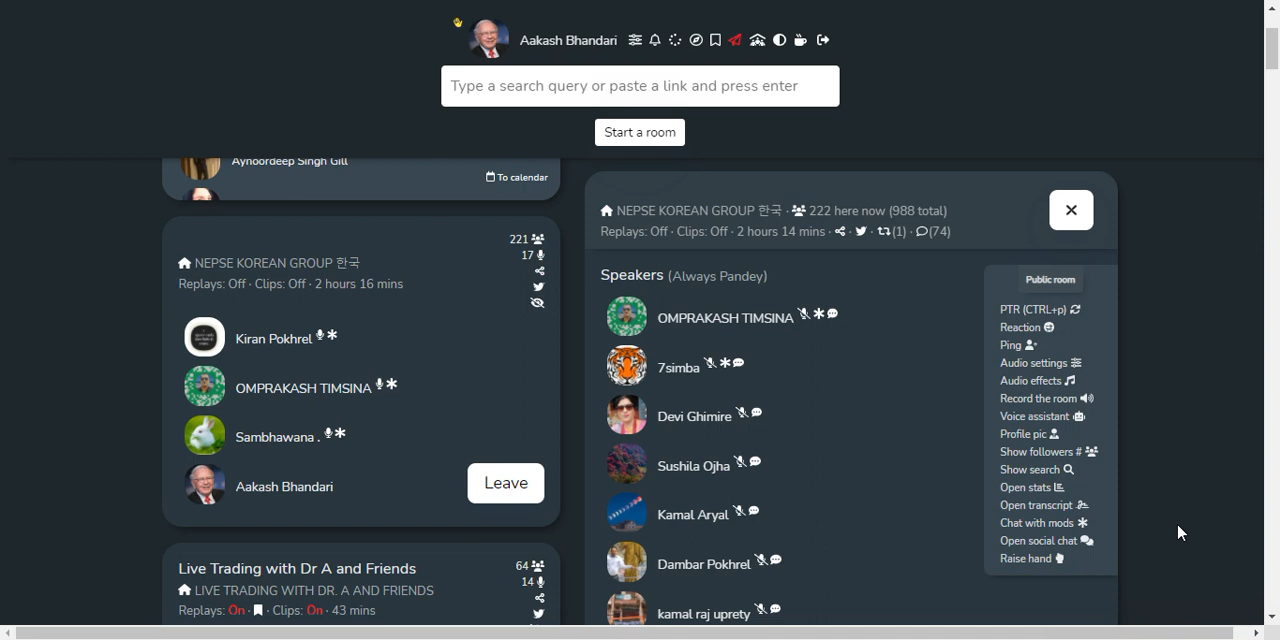 Aakash Bhandari
Type a search query or paste a link and press enter
Start a room
Aynoordeep Singh Gill
To calendar
221
NEPSE KOREAN GROUP 한국
17
Replays: Off · Clips: Off · 2 hours 16 mins
Kiran Pokhrel
OMPRAKASH TIMSINA
Sambhawana .
Aakash Bhandari
Leave
Live Trading with Dr A and Friends
64
LIVE TRADING WITH DR. A AND FRIENDS
14
Replays: On · Clips: On · 43 mins
NEPSE KOREAN GROUP 한국 · 222 here now (988 total)
Replays: Off · Clips: Off · 2 hours 14 mins · · · (1) · (74)
Speakers (Always Pandey)
OMPRAKASH TIMSINA
7simba
Devi Ghimire
Sushila Ojha
Kamal Aryal
Dambar Pokhrel
kamal raj uprety
Public room
PTR (CTRL+p)
Reaction
Ping
Audio settings
Audio effects
Record the room
Voice assistant
Profile pic
Show followers #
Show search
Open stats
Open transcript
Chat with mods
Open social chat
Raise hand